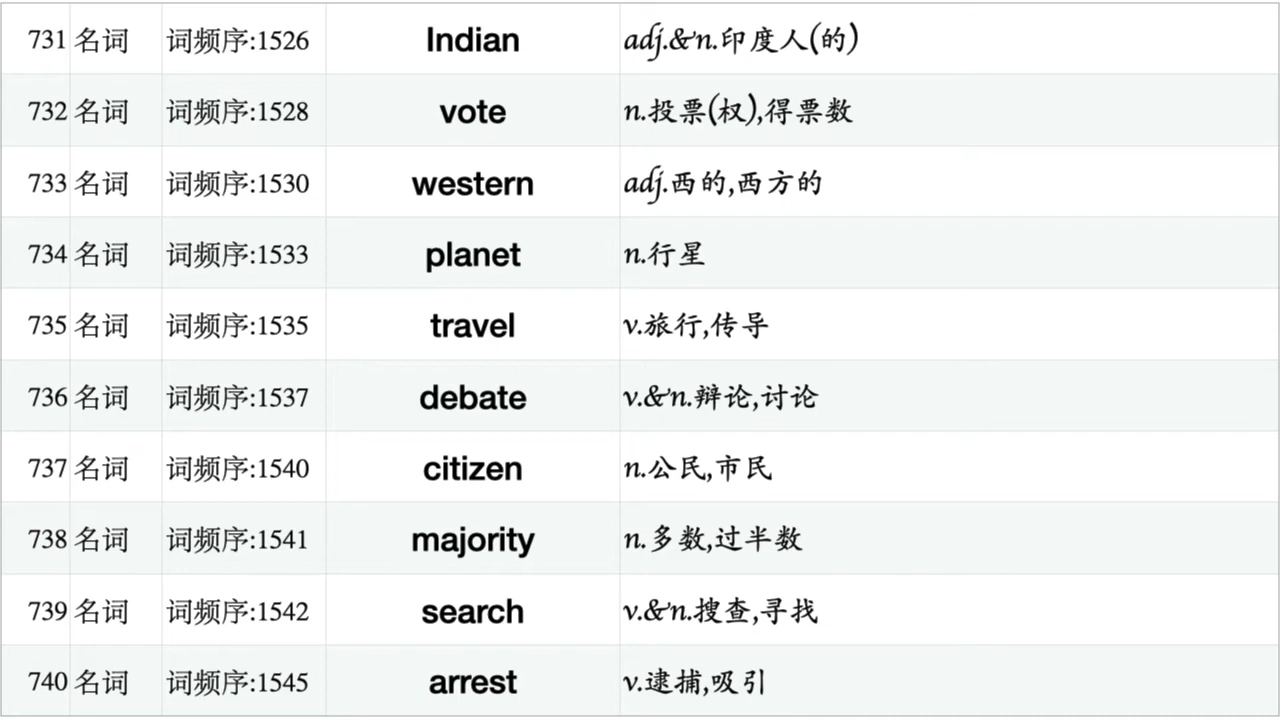 731 名词 词频序:1526 Indian adj.&n.印度人(的)
732 名词 词频序:1528 vote n.投票(权),得票数
733 名词 词频序:1530 western adj.西的,西方的
734 名词 词频序:1533 planet n.行星
735 名词 词频序:1535 travel v.旅行,传导
736 名词 词频序:1537 debate v.&n.辩论,讨论
737 名词 词频序:1540 citizen n.公民,市民
738 名词 词频序:1541 majority n.多数,过半数
739 名词 词频序:1542 search v.&n.搜查,寻找
740 名词 词频序:1545 arrest v.逮捕,吸引